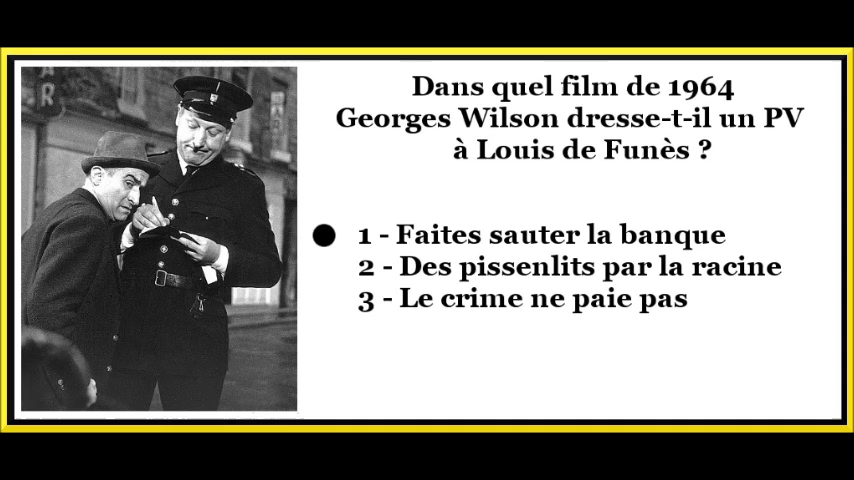 Dans quel film de 1964
Georges Wilson dresse-t-il un PV
à Louis de Funès ?
1 - Faites sauter la banque
2 - Des pissenlits par la racine
3 - Le crime ne paie pas